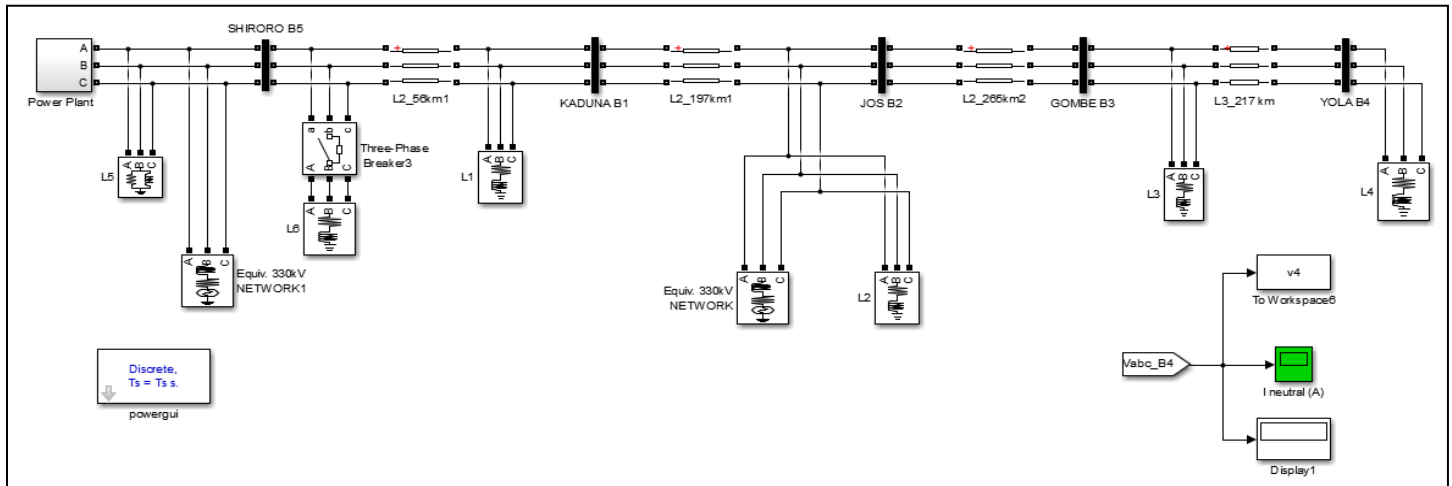 SHIRORO B5
A
B
C
Power Plant
L2_56km1
KADUNA B1
L2_197km1
JOS B2
L2_265km2
GOMBE B3
L3_217 km
YOLA B4
A B C
L5
a b c
A B C
Three-Phase
Breaker3
A B C
L6
A B C
L1
A B C
L3
A B C
L4
A B C
Equiv. 330kV
NETWORK1
A B C
Equiv. 330kV
NETWORK
A B C
L2
v4
To Workspace6
Vabc_B4
I neutral (A)
Display1
Discrete,
Ts = Ts s.
powergui